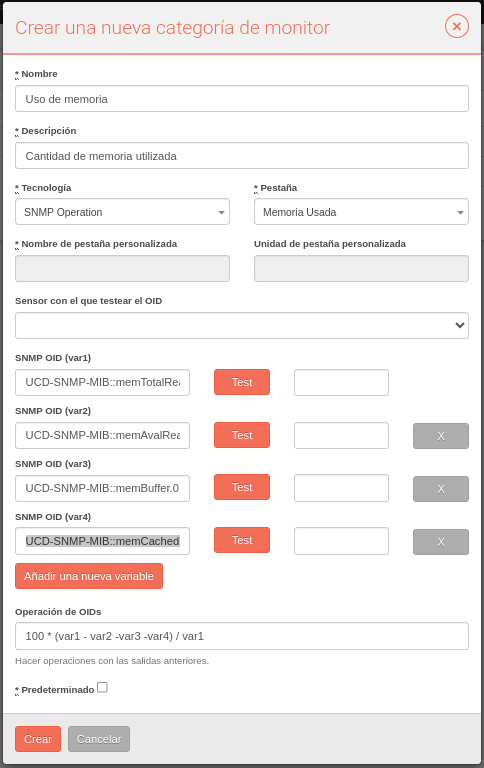 Crear una nueva categoría de monitor
* Nombre
Uso de memoria
* Descripción
Cantidad de memoria utilizada
* Tecnología * Pestaña
SNMP Operation Memoria Usada
* Nombre de pestaña personalizada Unidad de pestaña personalizada
Sensor con el que testear el OID
SNMP OID (var1)
UCD-SNMP-MIB::memTotalRea Test
SNMP OID (var2)
UCD-SNMP-MIB::memAvalRea Test X
SNMP OID (var3)
UCD-SNMP-MIB::memBuffer.0 Test X
SNMP OID (var4)
UCD-SNMP-MIB::memCached Test X
Añadir una nueva variable
Operación de OIDs
100 * (var1 - var2 -var3 -var4) / var1
Hacer operaciones con las salidas anteriores.
* Predeterminado
Crear Cancelar